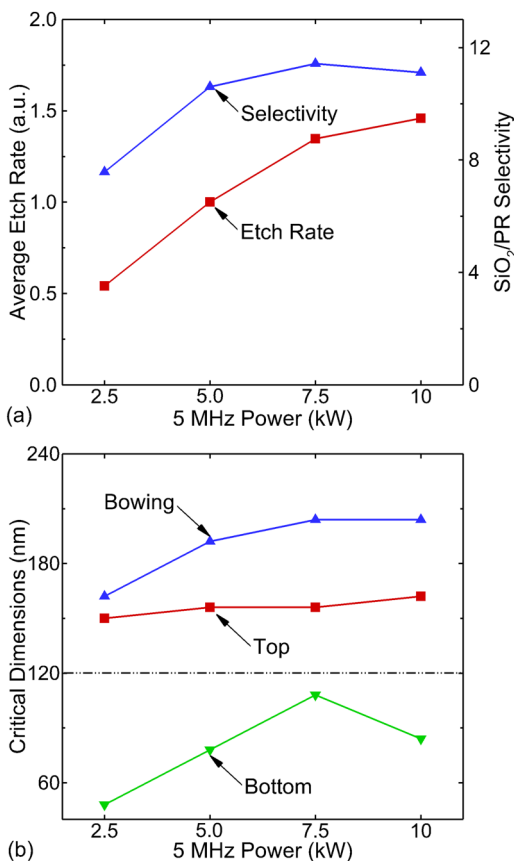 2.0
12
1.5
Selectivity
Average Etch Rate (a.u.)
8
SiO2/PR Selectivity
1.0
Etch Rate
4
0.5
0.0
0
2.5 5.0 7.5 10
(a)
5 MHz Power (kW)
240
Bowing
180
Critical Dimensions (nm)
Top
120
60
Bottom
2.5 5.0 7.5 10
(b)
5 MHz Power (kW)